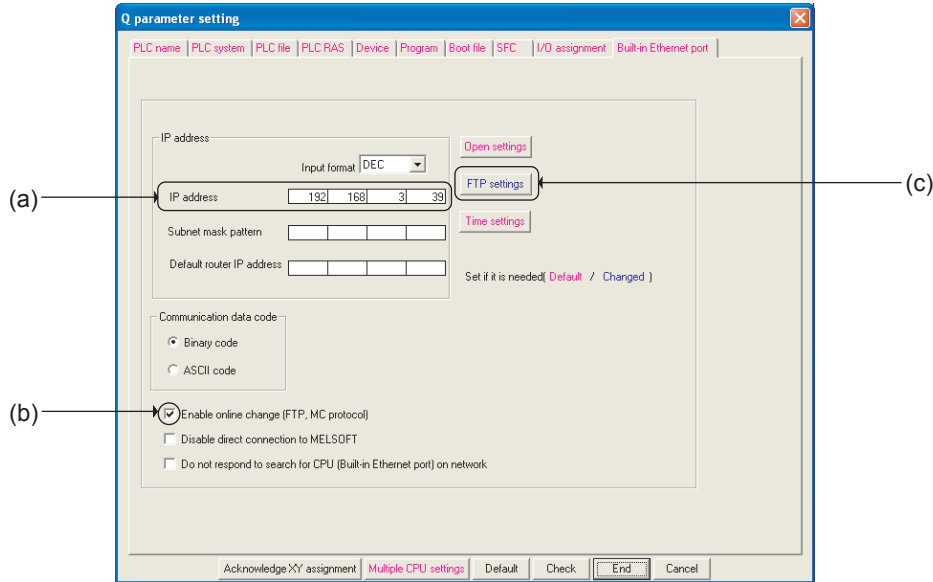 Q parameter setting
PLC name PLC system PLC file PLC RAS Device Program Boot file SFC I/O assignment Built-in Ethernet port
IP address
Input format DEC
Open settings
(a) IP address 192 168 3 39 FTP settings (c)
Subnet mask pattern Time settings
Default router IP address
Set if it is needed( Default / Changed )
Communication data code
Binary code
ASCII code
(b) Enable online change (FTP, MC protocol)
Disable direct connection to MELSOFT
Do not respond to search for CPU (Built-in Ethernet port) on network
Acknowledge XY assignment Multiple CPU settings Default Check End Cancel